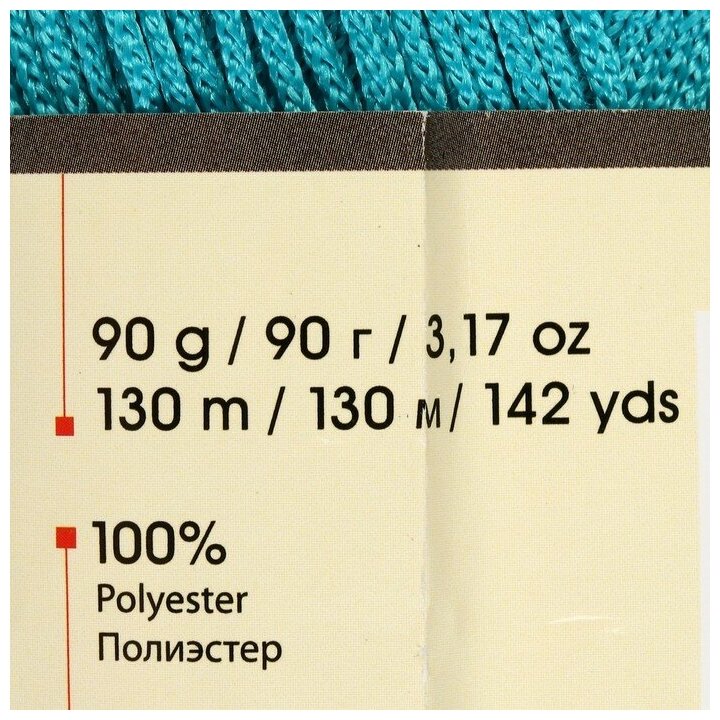 90 g / 90 г / 3,17 oz
130 m / 130 м/ 142 yds
100%
Polyester
Полиэстер